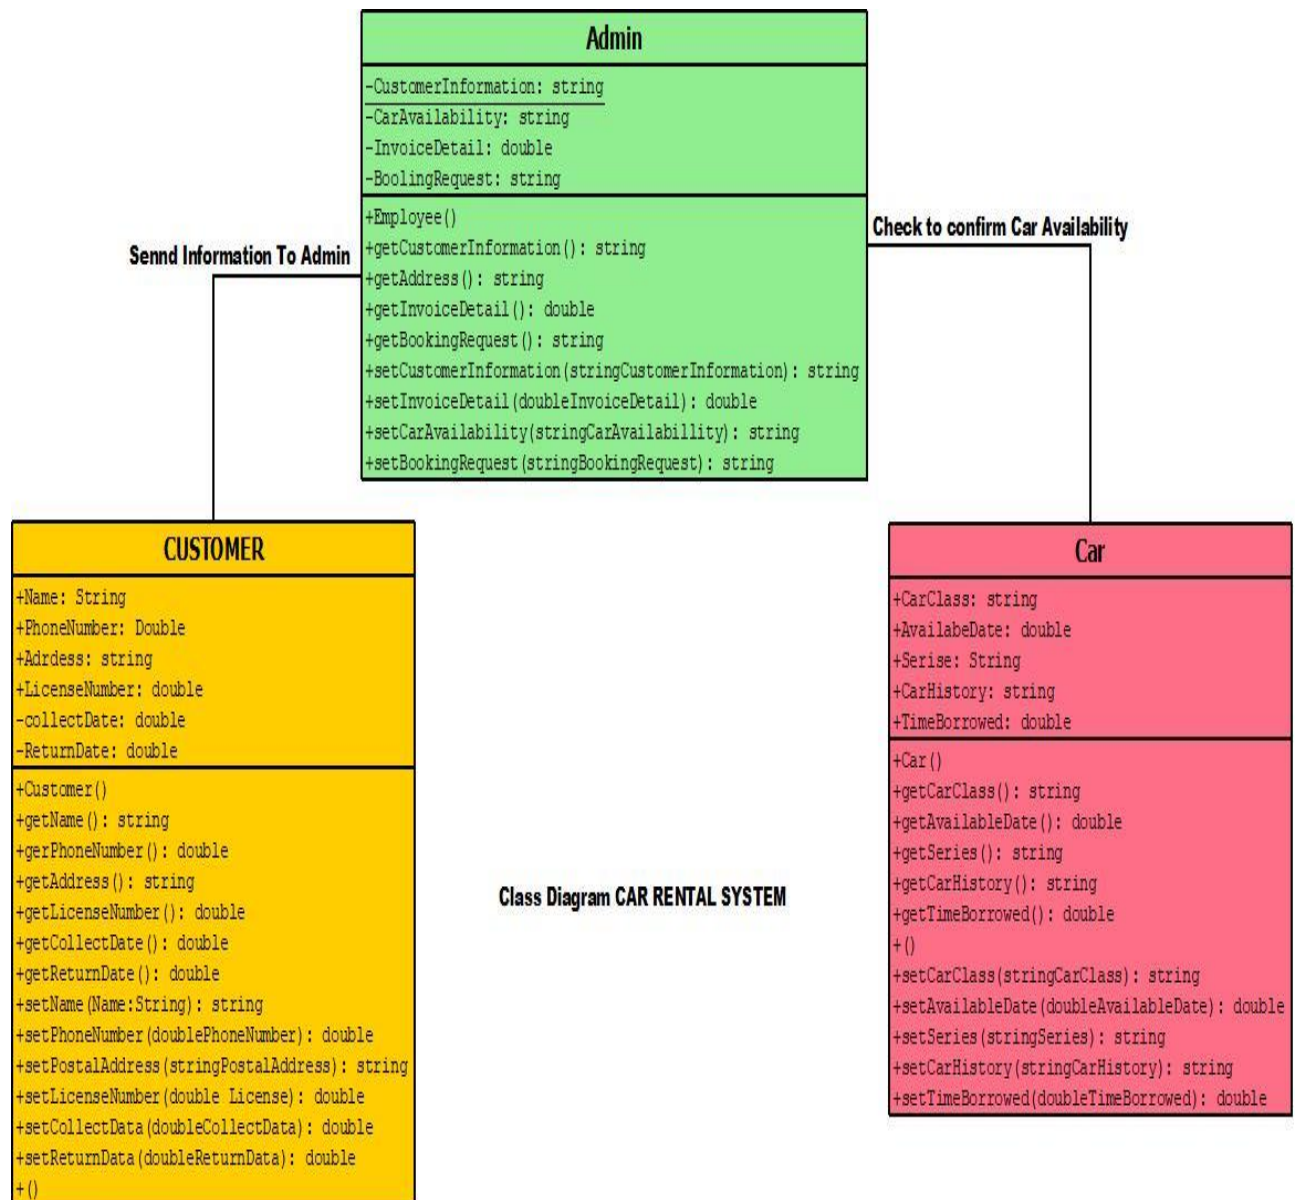 Admin
-CustomerInformation: string
-CarAvailability: string
-InvoiceDetail: double
-BoolingRequest: string
+Employee()
+getCustomerInformation(): string
+getAddress(): string
+getInvoiceDetail(): double
+getBookingRequest(): string
+setCustomerInformation(stringCustomerInformation): string
+setInvoiceDetail(doubleInvoiceDetail): double
+setCarAvailability(stringCarAvailabillity): string
+setBookingRequest(stringBookingRequest): string
Sennd Information To Admin
Check to confirm Car Availability
CUSTOMER
+Name: String
+PhoneNumber: Double
+Adrdess: string
+LicenseNumber: double
-collectDate: double
-ReturnDate: double
+Customer()
+getName(): string
+gerPhoneNumber(): double
+getAddress(): string
+getLicenseNumber(): double
+getCollectDate(): double
+getReturnDate(): double
+setName(Name:String): string
+setPhoneNumber(doublePhoneNumber): double
+setPostalAddress(stringPostalAddress): string
+setLicenseNumber(double License): double
+setCollectData(doubleCollectData): double
+setReturnData(doubleReturnData): double
+()
Class Diagram CAR RENTAL SYSTEM
Car
+CarClass: string
+AvailabeDate: double
+Serise: String
+CarHistory: string
+TimeBorrowed: double
+Car()
+getCarClass(): string
+getAvailableDate(): double
+getSeries(): string
+getCarHistory(): string
+getTimeBorrowed(): double
+()
+setCarClass(stringCarClass): string
+setAvailableDate(doubleAvailableDate): double
+setSeries(stringSeries): string
+setCarHistory(stringCarHistory): string
+setTimeBorrowed(doubleTimeBorrowed): double